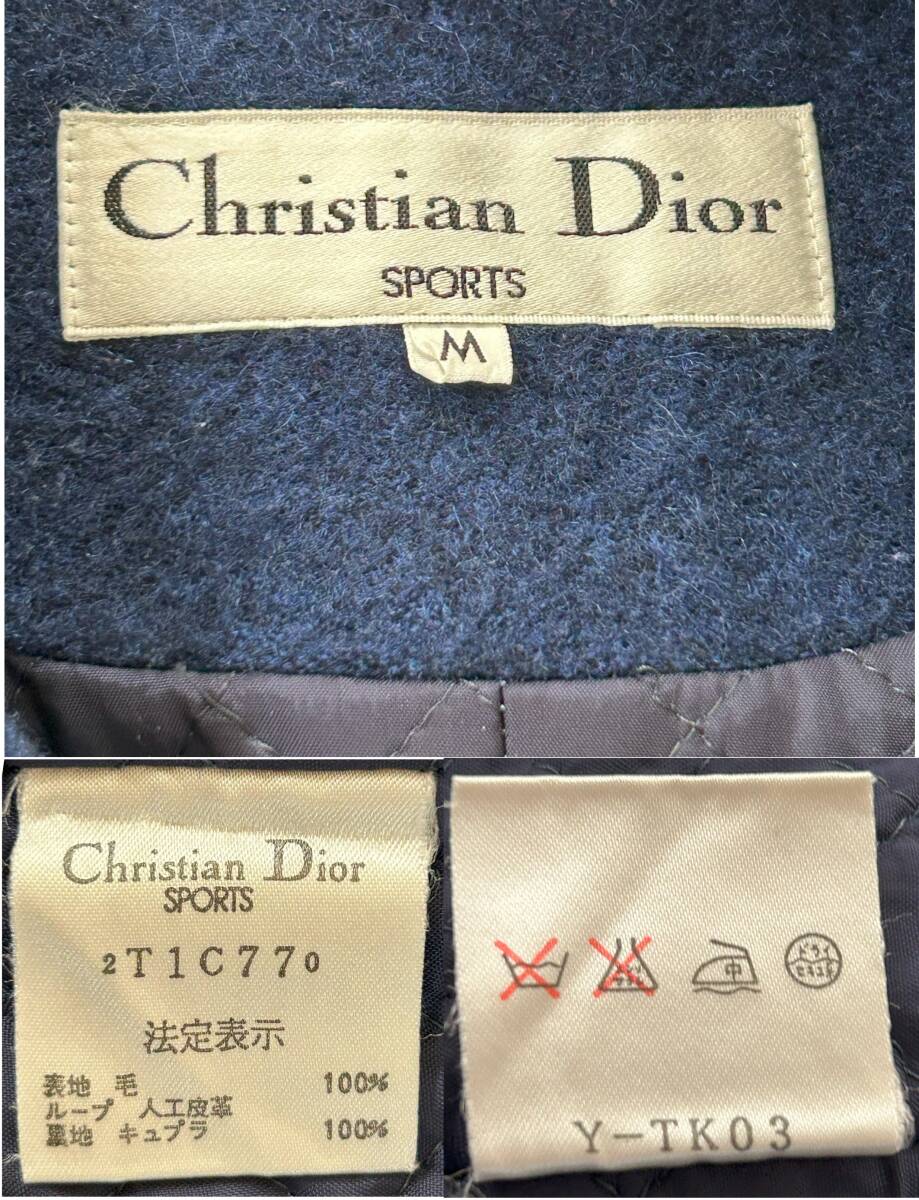 Christian Dior
SPORTS
M
Christian Dior
SPORTS
2T1C770
法定表示
表地 毛 100%
ループ 人工皮革
裏地 キュプラ 100%
中
ドライ
セキユ系
Y-TK03